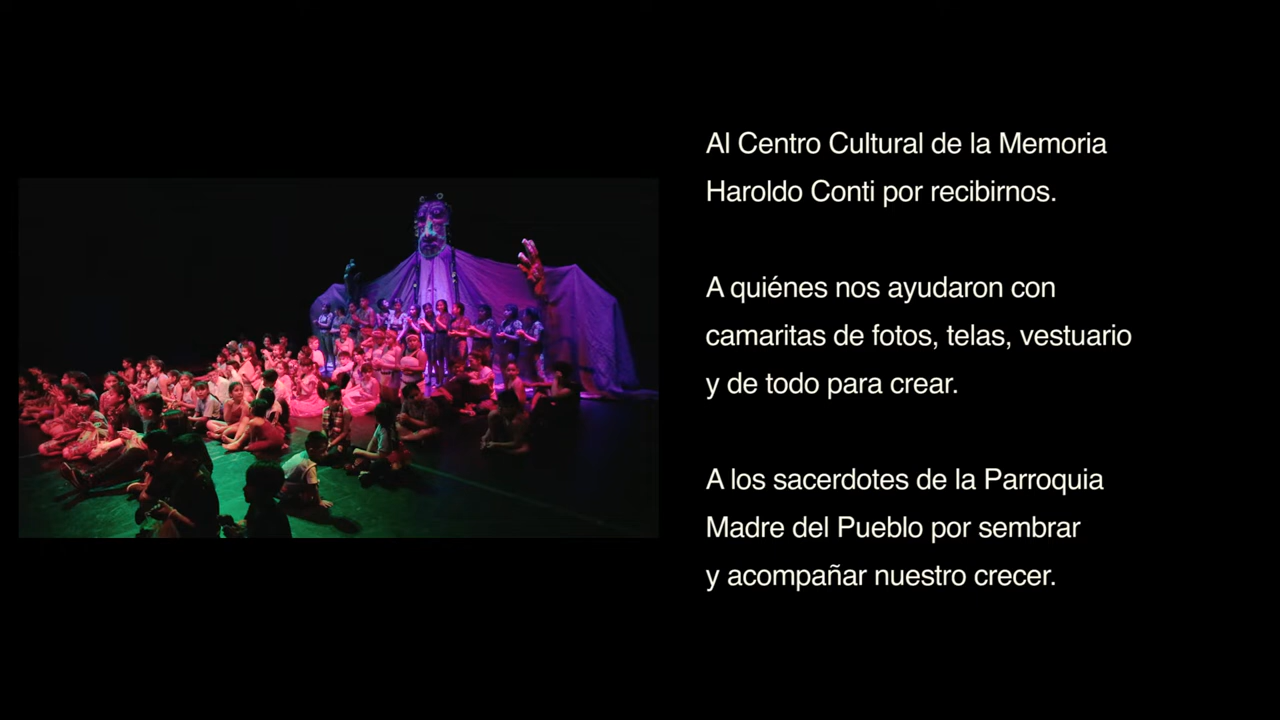 Al Centro Cultural de la Memoria
Haroldo Conti por recibirnos.
A quiénes nos ayudaron con
camaritas de fotos, telas, vestuario
y de todo para crear.
A los sacerdotes de la Parroquia
Madre del Pueblo por sembrar
y acompañar nuestro crecer.